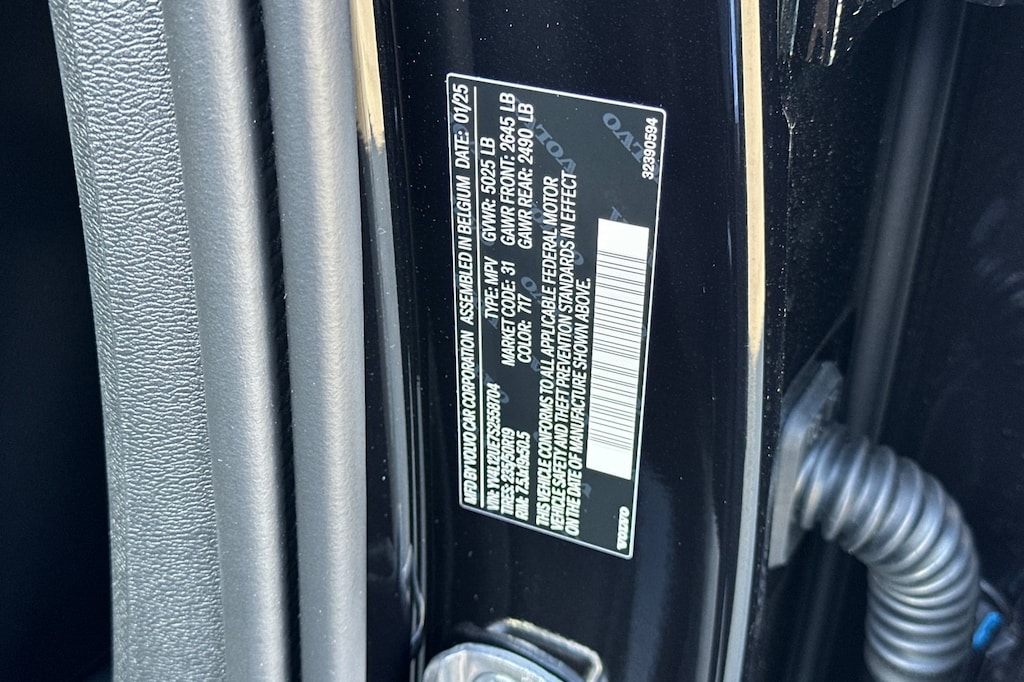 MFD BY VOLVO CAR CORPORATION ASSEMBLED IN BELGIUM DATE: 01/25
VIN: YV4L12UE7S2558704 TYPE: MPV GVWR: 5025 LB
TIRES: 235/50R19 MARKET CODE: 31 GAWR FRONT: 2645 LB
RIM: 7.5Jx19x50.5 COLOR: 717 GAWR REAR: 2490 LB
THIS VEHICLE CONFORMS TO ALL APPLICABLE FEDERAL MOTOR
VEHICLE SAFETY AND THEFT PREVENTION STANDARDS IN EFFECT
ON THE DATE OF MANUFACTURE SHOWN ABOVE.
VOLVO
32390594